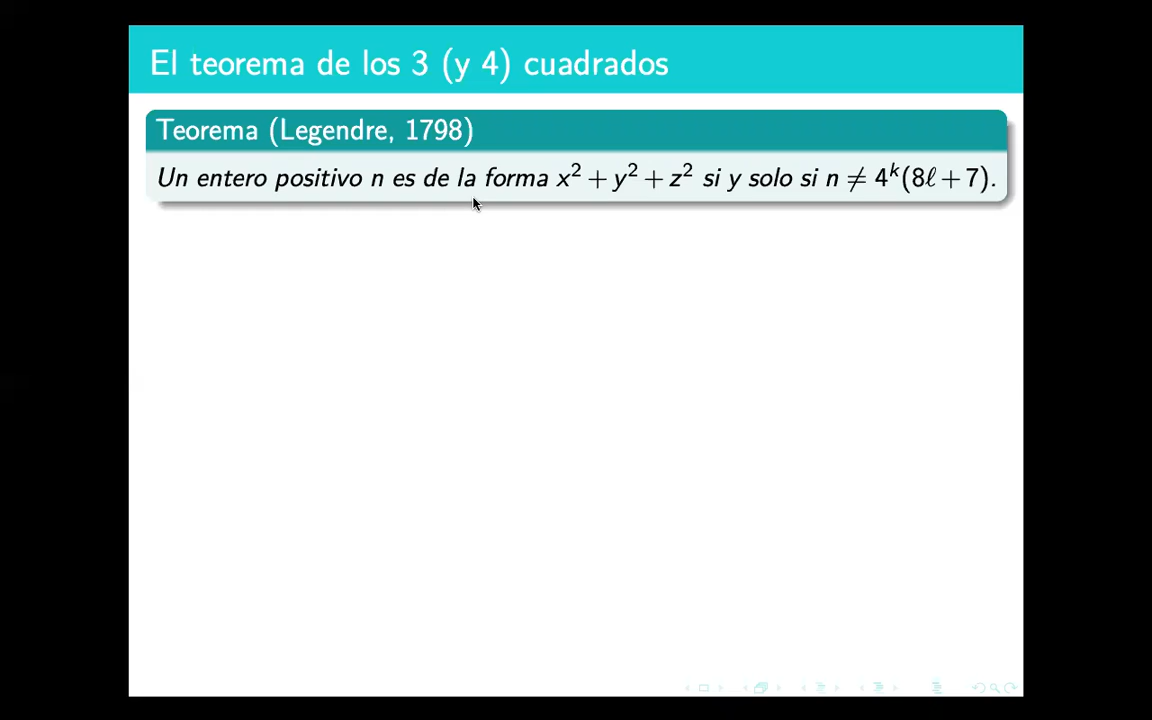 El teorema de los 3 (y 4) cuadrados
Teorema (Legendre, 1798)
Un entero positivo n es de la forma x² + y² + z² si y solo si n ≠ 4ᵏ(8ℓ + 7).